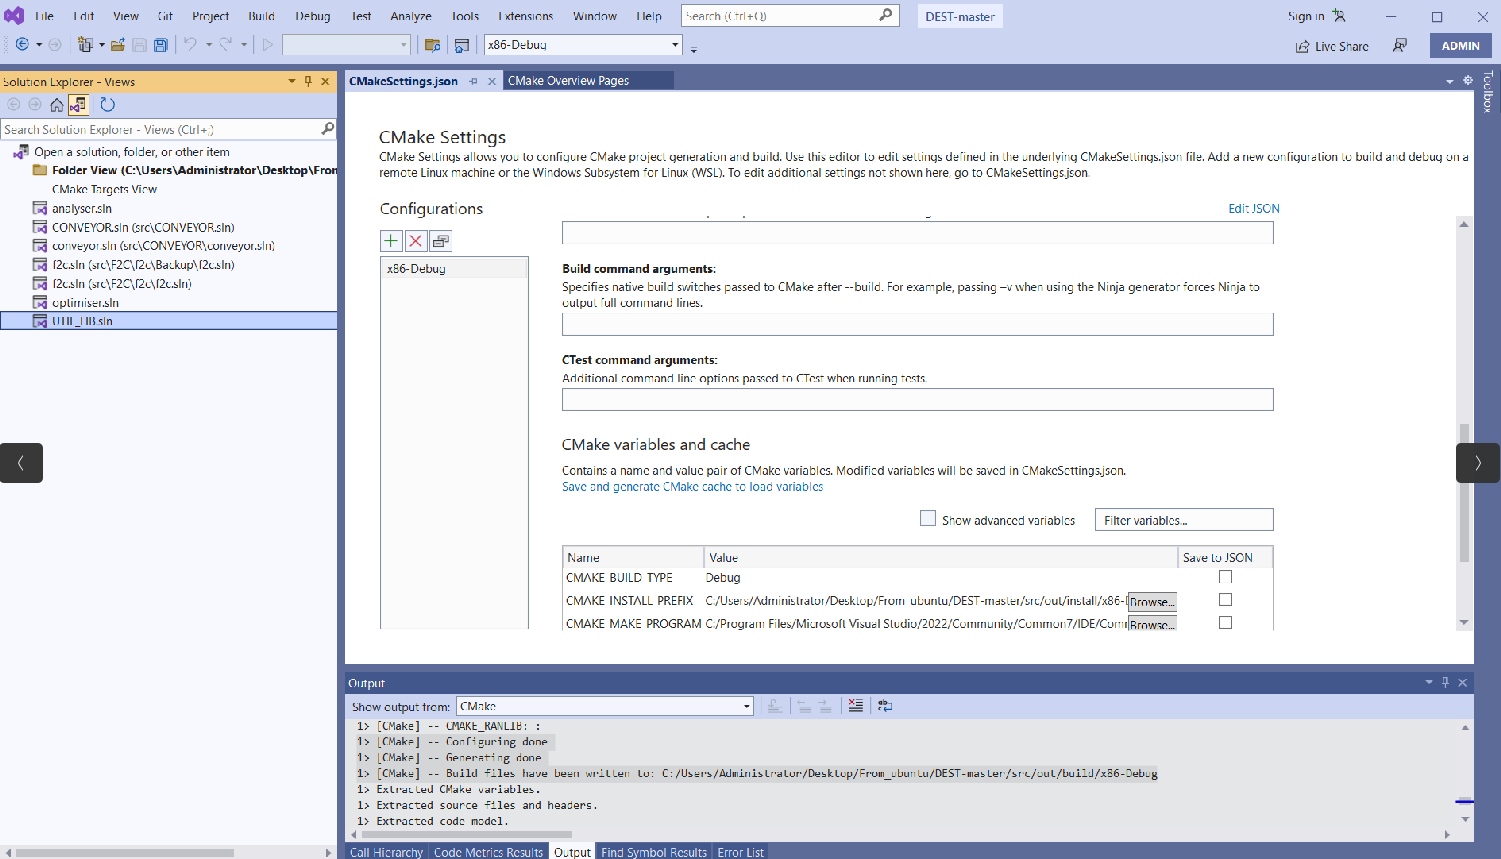 File Edit View Git Project Build Debug Test Analyze Tools Extensions Window Help Search (Ctrl+Q) DEST-master Sign in
x86-Debug Live Share ADMIN
Solution Explorer - Views
Search Solution Explorer - Views (Ctrl+;)
Open a solution, folder, or other item
Folder View (C:\Users\Administrator\Desktop\From
CMake Targets View
analyser.sln
CONVEYOR.sln (src\CONVEYOR.sln)
conveyor.sln (src\CONVEYOR\conveyor.sln)
f2c.sln (src\F2C\f2c\Backup\f2c.sln)
f2c.sln (src\F2C\f2c\f2c.sln)
optimiser.sln
UTIL_LIB.sln
CMakeSettings.json CMake Overview Pages
Toolbox
CMake Settings
CMake Settings allows you to configure CMake project generation and build. Use this editor to edit settings defined in the underlying CMakeSettings.json file. Add a new configuration to build and debug on a
remote Linux machine or the Windows Subsystem for Linux (WSL). To edit additional settings not shown here, go to CMakeSettings.json.
Configurations
Edit JSON
x86-Debug
Build command arguments:
Specifies native build switches passed to CMake after --build. For example, passing –v when using the Ninja generator forces Ninja to
output full command lines.
CTest command arguments:
Additional command line options passed to CTest when running tests.
CMake variables and cache
Contains a name and value pair of CMake variables. Modified variables will be saved in CMakeSettings.json.
Save and generate CMake cache to load variables
Show advanced variables Filter variables...
Name Value Save to JSON
CMAKE_BUILD_TYPE Debug
CMAKE_INSTALL_PREFIX C:/Users/Administrator/Desktop/From_ubuntu/DEST-master/src/out/install/x86-D Browse...
CMAKE_MAKE_PROGRAM C:/Program Files/Microsoft Visual Studio/2022/Community/Common7/IDE/Comm Browse...
Output
Show output from: CMake
1> [CMake] -- CMAKE_RANLIB: :
1> [CMake] -- Configuring done
1> [CMake] -- Generating done
1> [CMake] -- Build files have been written to: C:/Users/Administrator/Desktop/From_ubuntu/DEST-master/src/out/build/x86-Debug
1> Extracted CMake variables.
1> Extracted source files and headers.
1> Extracted code model.
Call Hierarchy Code Metrics Results Output Find Symbol Results Error List